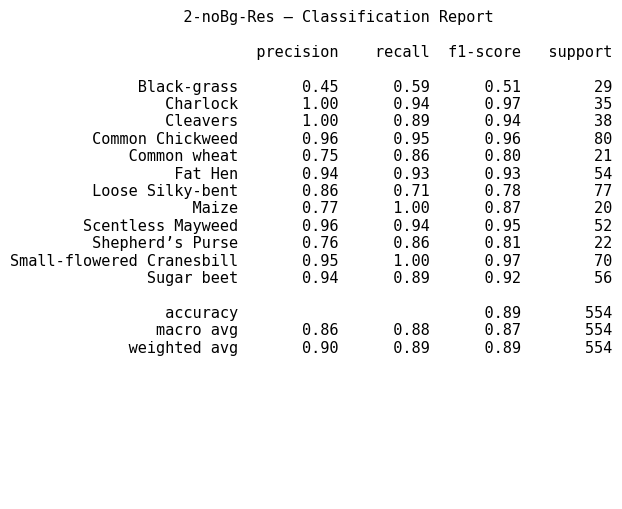 2-noBg-Res – Classification Report
precision recall f1-score support
Black-grass 0.45 0.59 0.51 29
Charlock 1.00 0.94 0.97 35
Cleavers 1.00 0.89 0.94 38
Common Chickweed 0.96 0.95 0.96 80
Common wheat 0.75 0.86 0.80 21
Fat Hen 0.94 0.93 0.93 54
Loose Silky-bent 0.86 0.71 0.78 77
Maize 0.77 1.00 0.87 20
Scentless Mayweed 0.96 0.94 0.95 52
Shepherd’s Purse 0.76 0.86 0.81 22
Small-flowered Cranesbill 0.95 1.00 0.97 70
Sugar beet 0.94 0.89 0.92 56
accuracy 0.89 554
macro avg 0.86 0.88 0.87 554
weighted avg 0.90 0.89 0.89 554